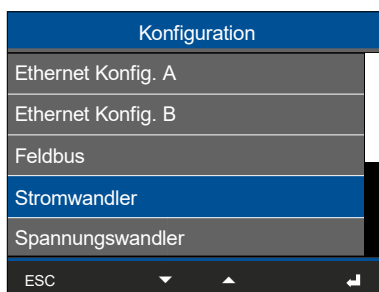 Konfiguration
Ethernet Konfig. A
Ethernet Konfig. B
Feldbus
Stromwandler
Spannungswandler
ESC